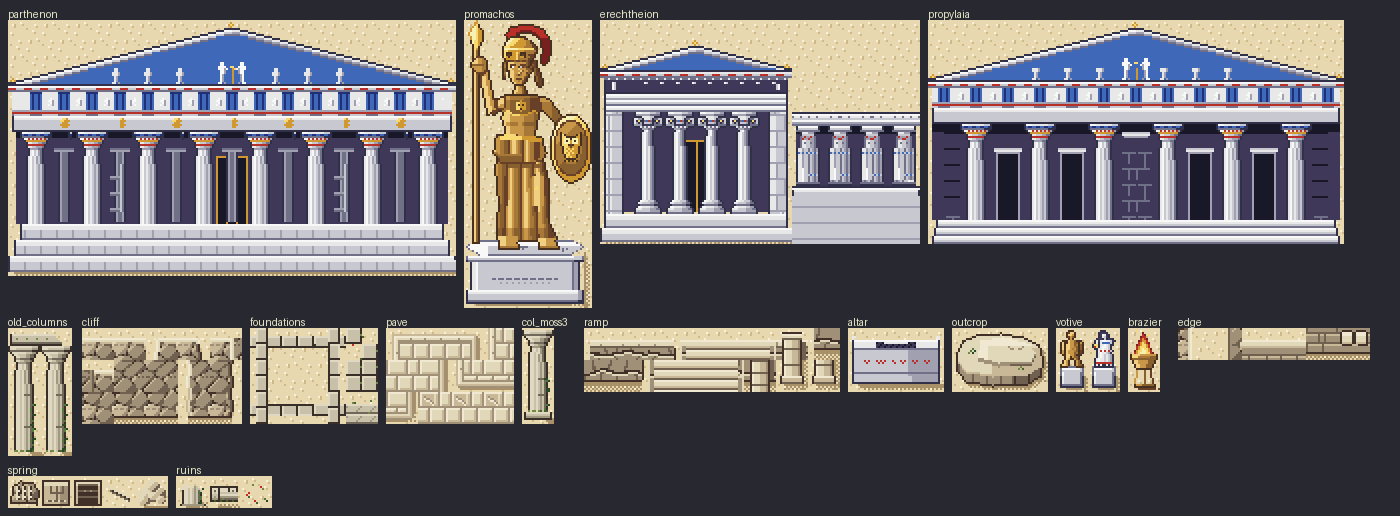 parthenon
promachos
erechtheion
propylaia
old_columns
cliff
foundations
pave
col_moss3
ramp
altar
outcrop
votive
brazier
edge
spring
ruins